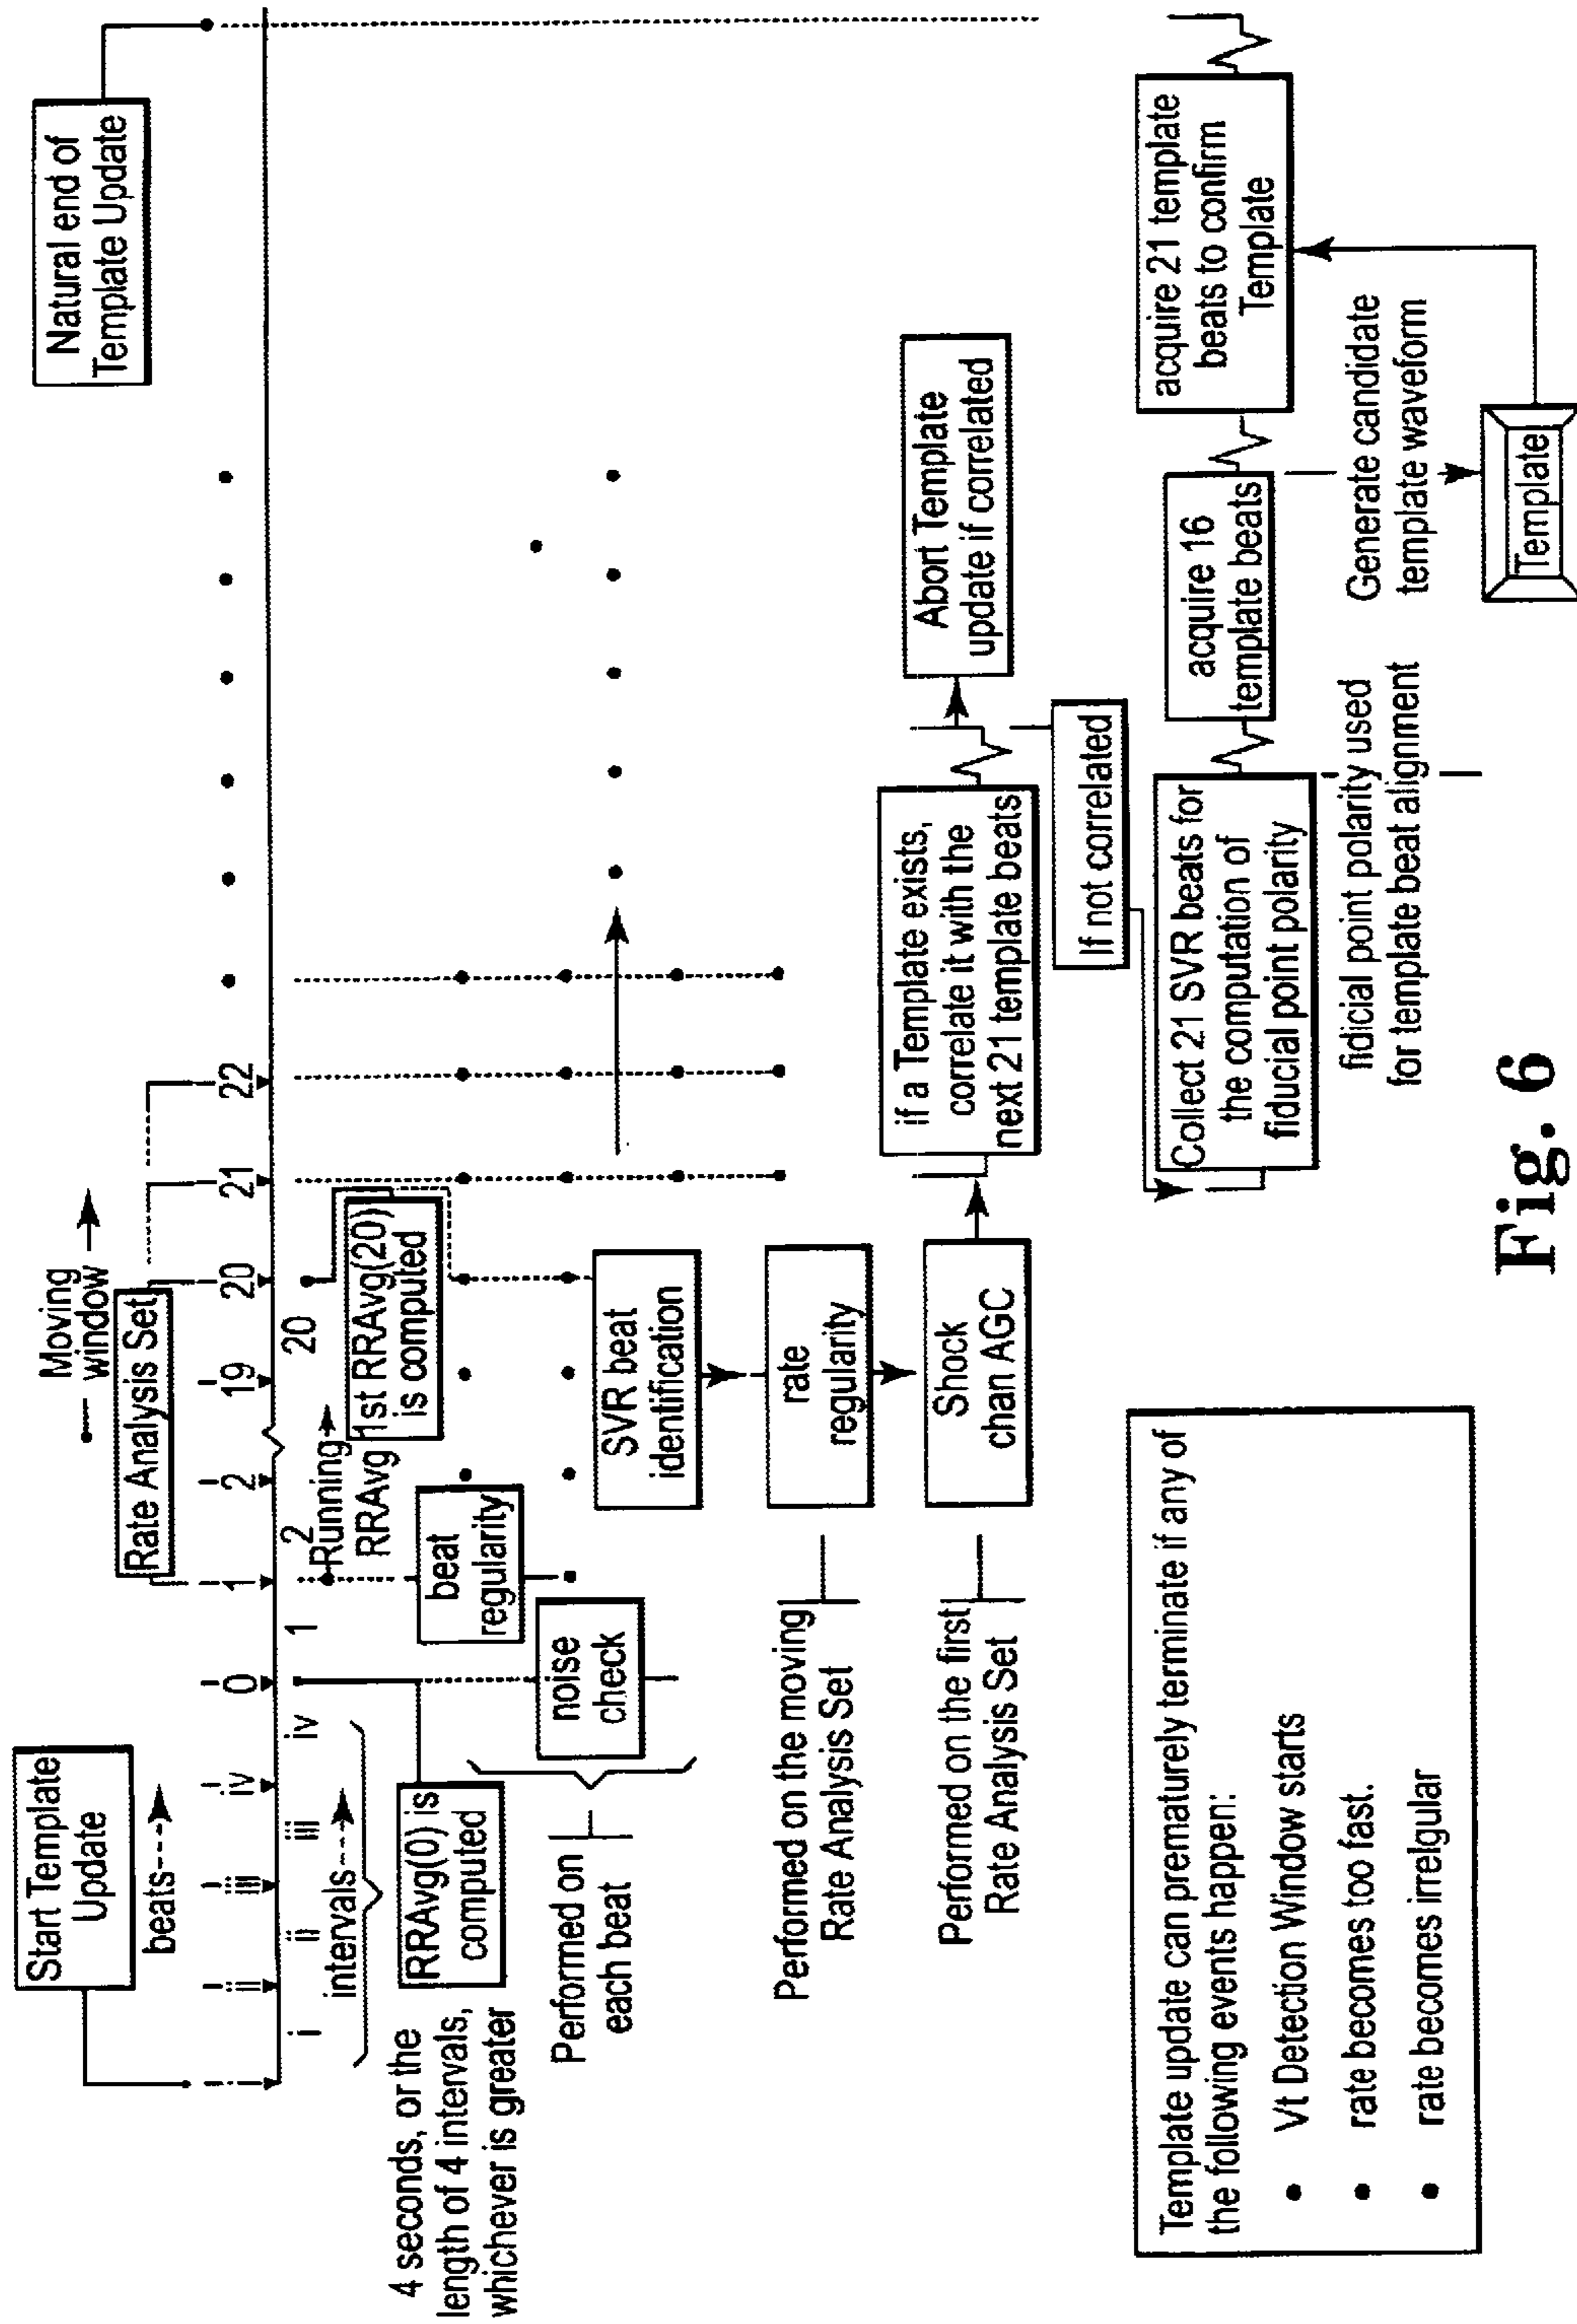 Start Template
Update
Natural end of
Template Update
Moving
window
Rate Analysis Set
beats
ii
iii
iv
0
1
2
19
20
21
22
i
ii
iii
iv
1
2
20
intervals
Running
RRAvg
1st RRAvg(20)
is computed
4 seconds, or the
length of 4 intervals,
whichever is greater
RRAvg(0) is
computed
beat
regularity
Performed on
each beat
noise
check
SVR beat
identification
Performed on the moving
Rate Analysis Set
rate
regularity
Performed on the first
Rate Analysis Set
Shock
chan AGC
if a Template exists,
correlate it with the
next 21 template beats
Abort Template
update if correlated
If not correlated
Collect 21 SVR beats for
the computation of
fiducial point polarity
acquire 16
template beats
acquire 21 template
beats to confirm
Template
fidicial point polarity used
for template beat alignment
Generate candidate
template waveform
Template
Template update can prematurely terminate if any of
the following events happen:
• Vt Detection Window starts
• rate becomes too fast.
• rate becomes irrelgular
Fig. 6